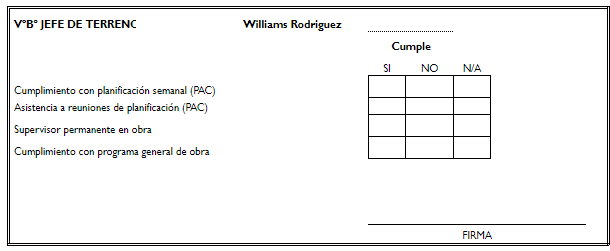 V°B° JEFE DE TERRENC Williams Rodriguez
Cumple
SI NO N/A
Cumplimiento con planificación semanal (PAC)
Asistencia a reuniones de planificación (PAC)
Supervisor permanente en obra
Cumplimiento con programa general de obra
FIRMA